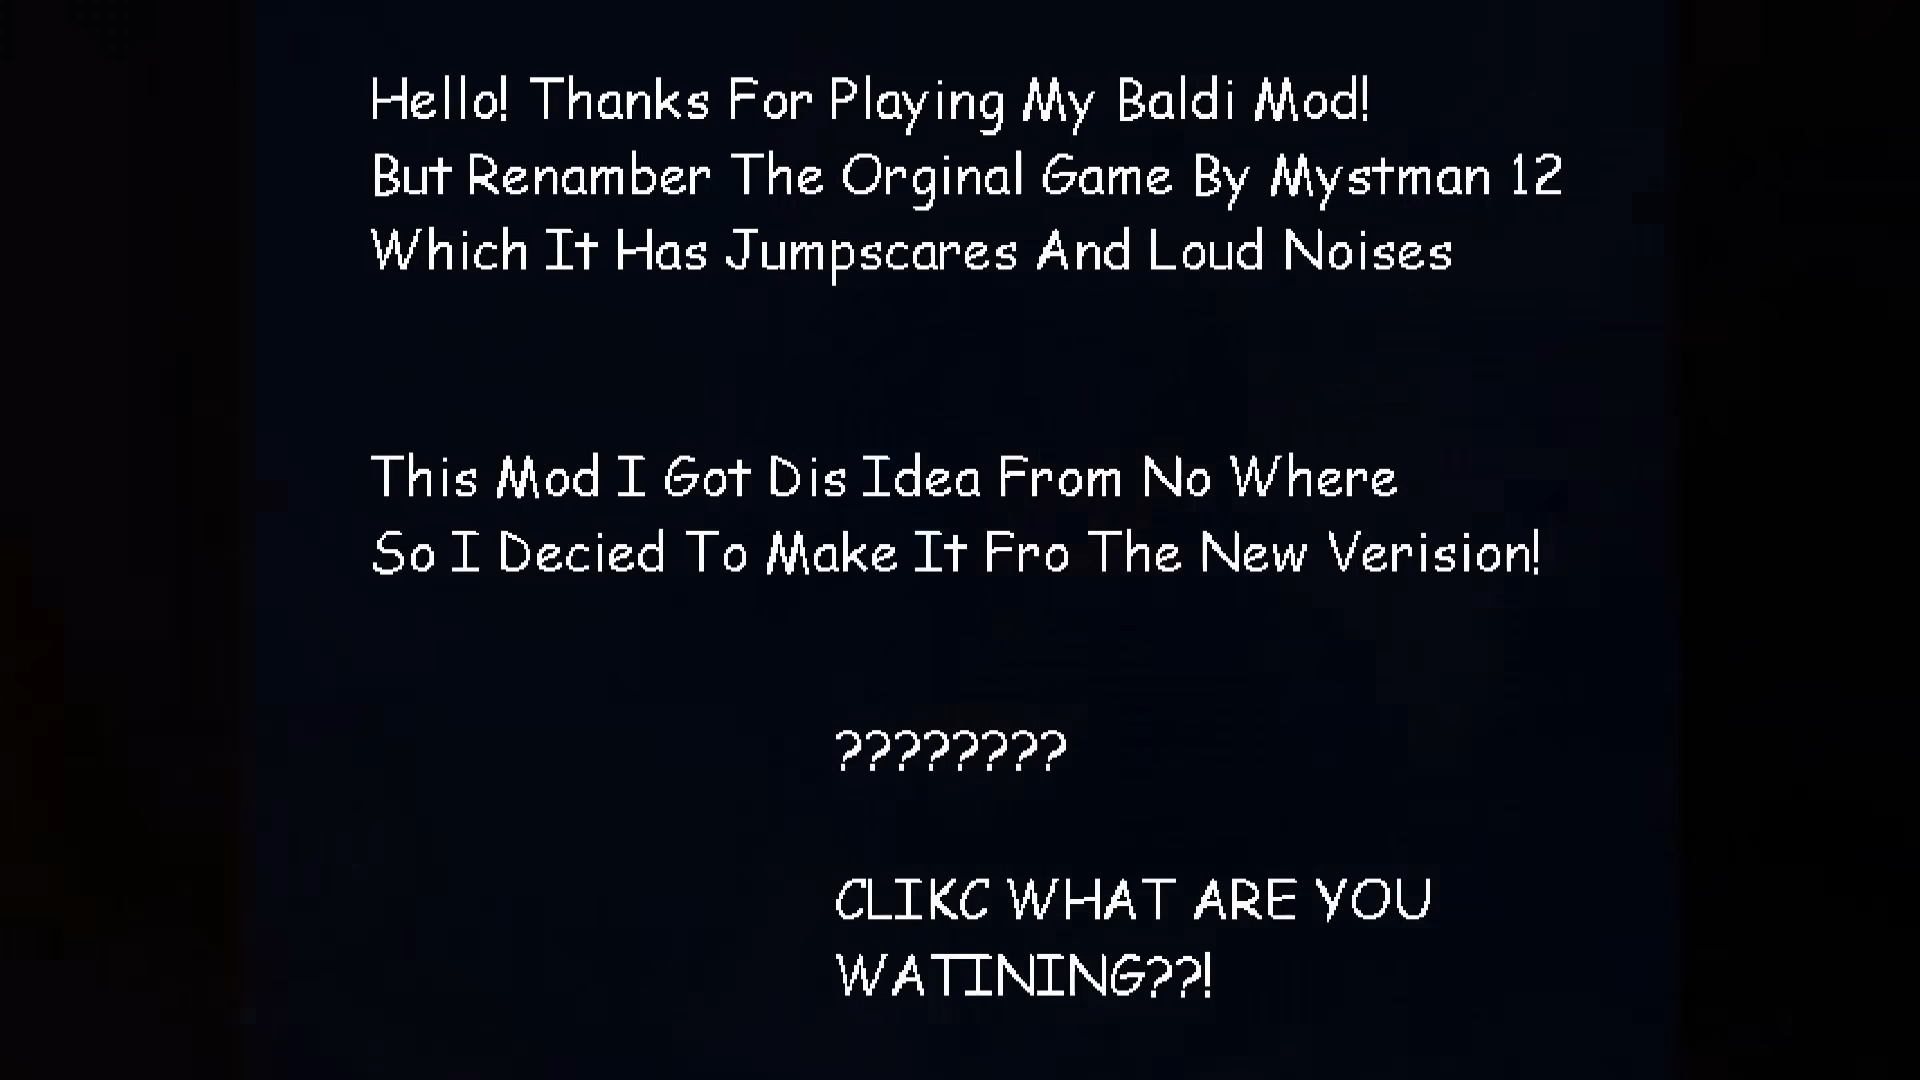 Hello! Thanks For Playing My Baldi Mod!
But Renamber The Orginal Game By Mystman 12
Which It Has Jumpscares And Loud Noises
This Mod I Got Dis Idea From No Where
So I Decied To Make It Fro The New Verision!
????????
CLIKC WHAT ARE YOU
WATINING??!